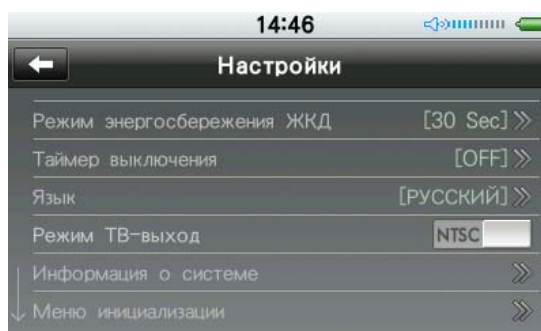 14:46
Настройки
Режим энергосбережения ЖКД [30 Sec]
Таймер выключения [OFF]
Язык [РУССКИЙ]
Режим ТВ-выход NTSC
Информация о системе
Меню инициализации